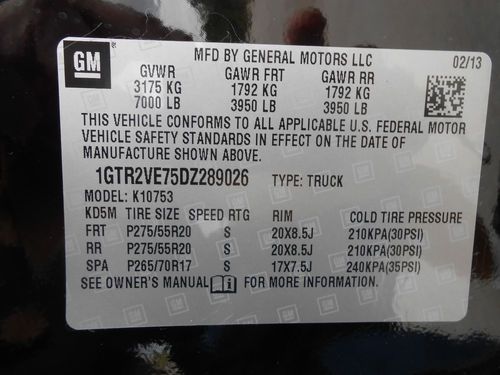 GM
MFD BY GENERAL MOTORS LLC 02/13
GVWR GAWR FRT GAWR RR
3175 KG 1792 KG 1792 KG
7000 LB 3950 LB 3950 LB
THIS VEHICLE CONFORMS TO ALL APPLICABLE U.S. FEDERAL MOTOR
VEHICLE SAFETY STANDARDS IN EFFECT ON THE DATE OF
MANUFACTURE SHOWN ABOVE.
1GTR2VE75DZ289026 TYPE: TRUCK
MODEL: K10753
KD5M TIRE SIZE SPEED RTG RIM COLD TIRE PRESSURE
FRT P275/55R20 S 20X8.5J 210KPA(30PSI)
RR P275/55R20 S 20X8.5J 210KPA(30PSI)
SPA P265/70R17 S 17X7.5J 240KPA(35PSI)
SEE OWNER'S MANUAL FOR MORE INFORMATION.